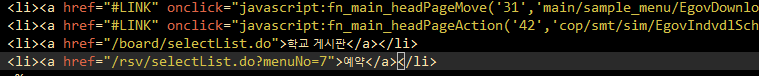 <li><a href="#LINK" onclick="javascript:fn_main_headPageMove('31','main/sample_menu/EgovDownlo
<li><a href="#LINK" onclick="javascript:fn_main_headPageAction('42','cop/smt/sim/EgovIndvdlSch
<li><a href="/board/selectList.do">학교 게시판</a></li>
<li><a href="/rsv/selectList.do?menuNo=7">예약</a></li>